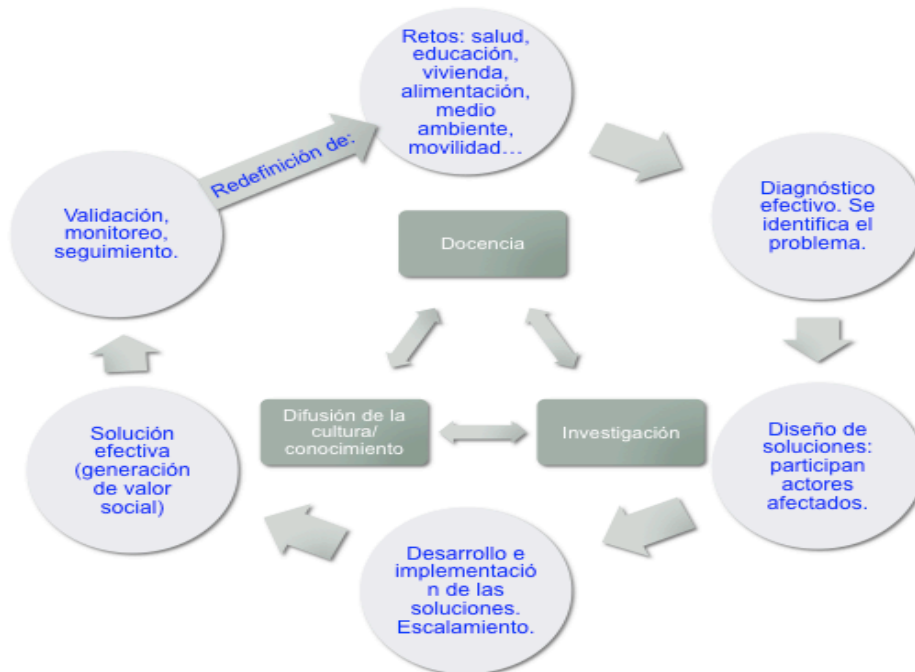 Retos: salud,
educación,
vivienda,
alimentación,
medio
ambiente,
movilidad…
Redefinición de:
Diagnóstico
efectivo. Se
identifica el
problema.
Validación,
monitoreo,
seguimiento.
Docencia
Difusión de la
cultura/
conocimiento
Investigación
Solución
efectiva
(generación
de valor
social)
Diseño de
soluciones:
participan
actores
afectados.
Desarrollo e
implementació
n de las
soluciones.
Escalamiento.